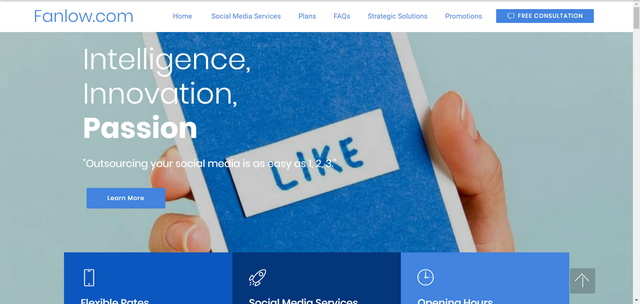 Fanlow.com
Home Social Media Services Plans FAQs Strategic Solutions Promotions FREE CONSULTATION
Intelligence,
Innovation,
Passion
LIKE
"Outsourcing your social media is as easy as 1, 2, 3."
Learn More
Flexible Rates Social Media Services Opening Hours